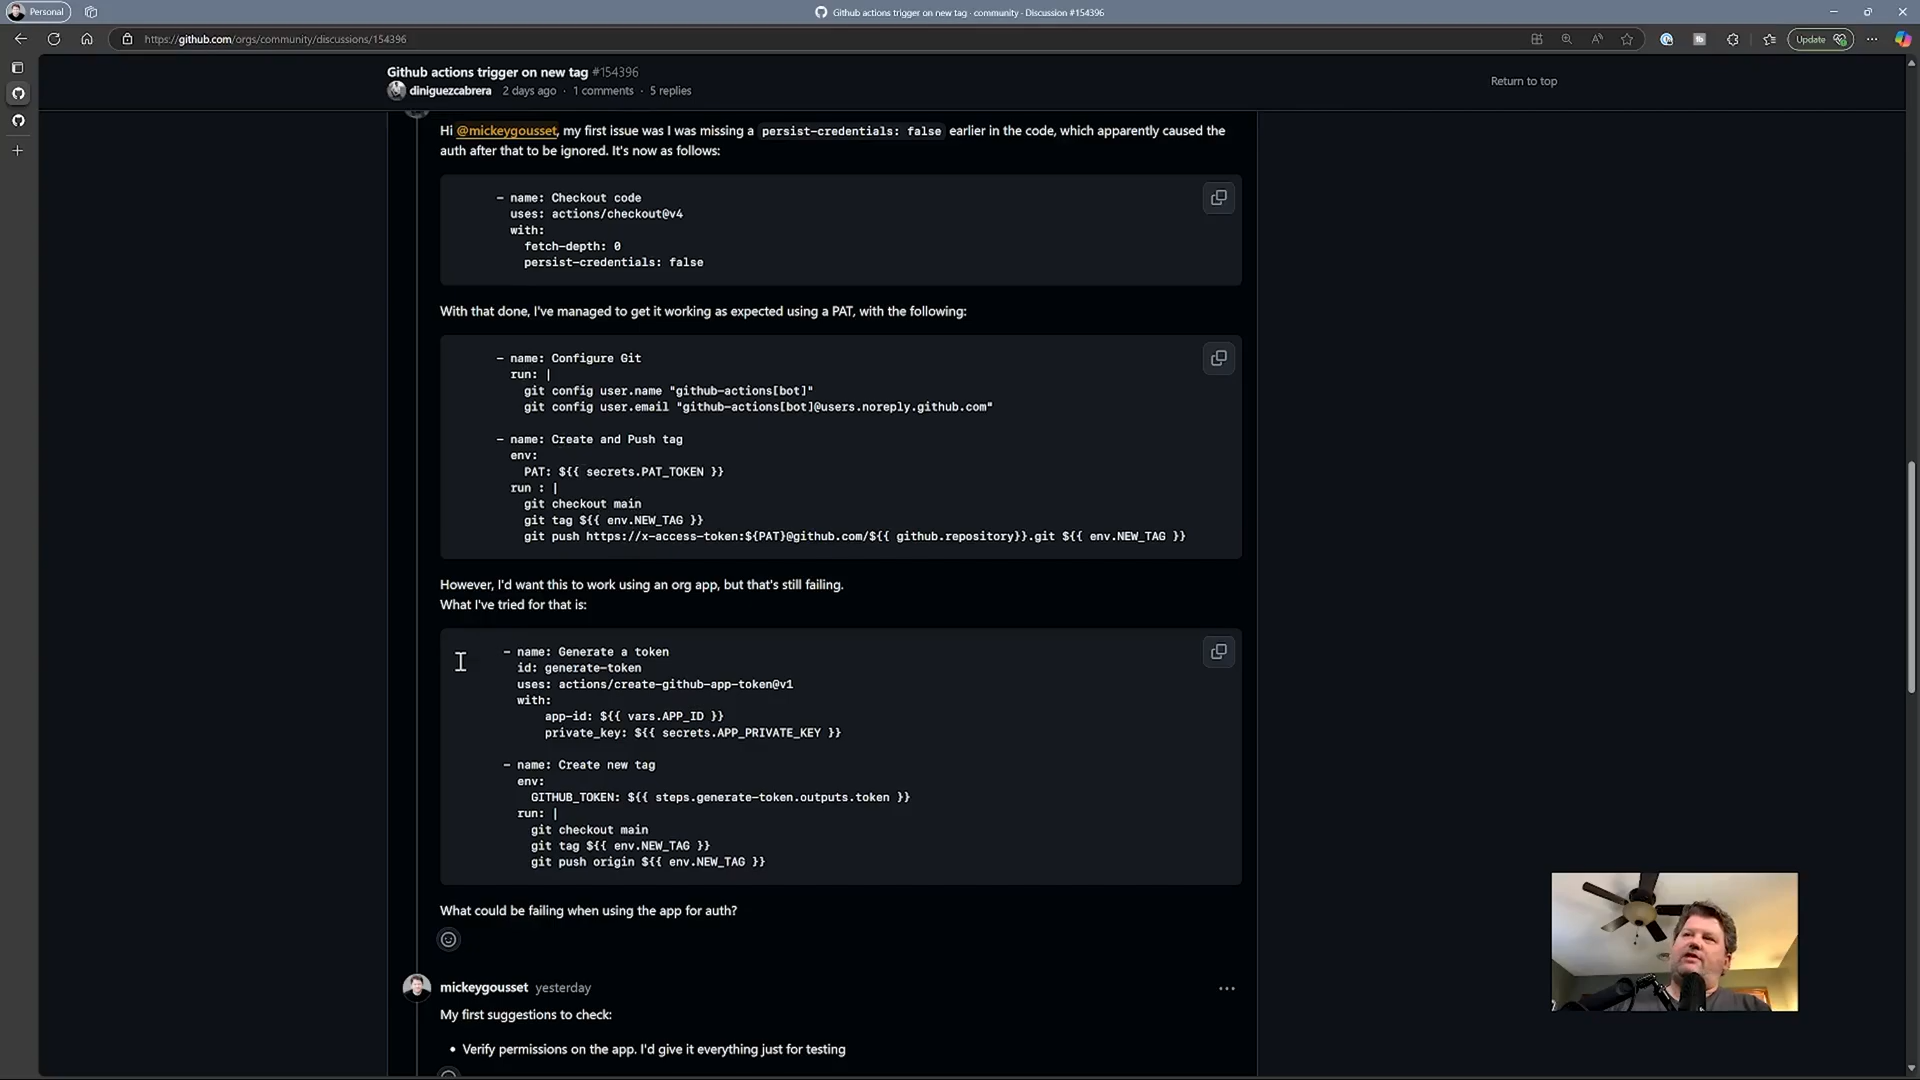 Personal
Github actions trigger on new tag · community · Discussion #154396
https://github.com/orgs/community/discussions/154396
Update
Github actions trigger on new tag #154396
diniguezcabrera 2 days ago · 1 comments · 5 replies
Return to top
Hi @mickeygousset, my first issue was I was missing a persist-credentials: false earlier in the code, which apparently caused the
auth after that to be ignored. It's now as follows:
- name: Checkout code
uses: actions/checkout@v4
with:
fetch-depth: 0
persist-credentials: false
With that done, I've managed to get it working as expected using a PAT, with the following:
- name: Configure Git
run: |
git config user.name "github-actions[bot]"
git config user.email "github-actions[bot]@users.noreply.github.com"
- name: Create and Push tag
env:
PAT: ${{ secrets.PAT_TOKEN }}
run : |
git checkout main
git tag ${{ env.NEW_TAG }}
git push https://x-access-token:${PAT}@github.com/${{ github.repository}}.git ${{ env.NEW_TAG }}
However, I'd want this to work using an org app, but that's still failing.
What I've tried for that is:
- name: Generate a token
id: generate-token
uses: actions/create-github-app-token@v1
with:
app-id: ${{ vars.APP_ID }}
private_key: ${{ secrets.APP_PRIVATE_KEY }}
- name: Create new tag
env:
GITHUB_TOKEN: ${{ steps.generate-token.outputs.token }}
run: |
git checkout main
git tag ${{ env.NEW_TAG }}
git push origin ${{ env.NEW_TAG }}
What could be failing when using the app for auth?
mickeygousset yesterday
My first suggestions to check:
• Verify permissions on the app. I'd give it everything just for testing